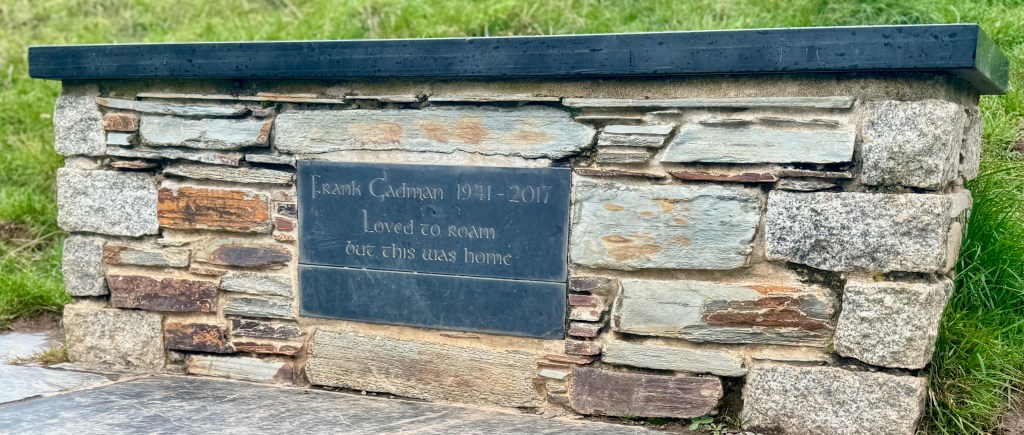 Frank Cadman 1941-2017
Loved to roam
but this was home